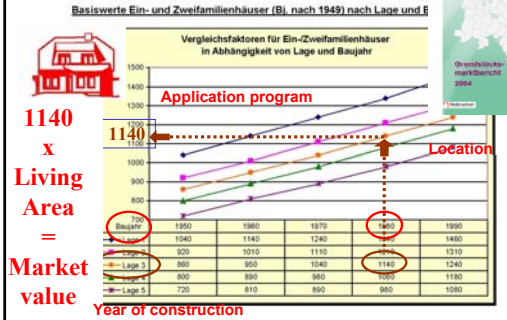 Basiswerte Ein- und Zweifamilienhäuser (Bj. nach 1949) nach Lage und B
Vergleichsfaktoren für Ein-/Zweifamilienhäuser
in Abhängigkeit von Lage und Baujahr
Grundstücks-
marktbericht
2004
1500
1400
1300
1200
1100
1000
900
800
700
Application program
1140
Location
1140
x
Living
Area
=
Market
value
Baujahr 1950 1960 1970 1980 1990
Lage 1040 1140 1240 1460
Lage 2 920 1010 1110 1310
Lage 3 860 950 1040 1140 1240
Lage 4 800 890 980 1080 1180
Lage 5 720 810 890 980 1080
Year of construction